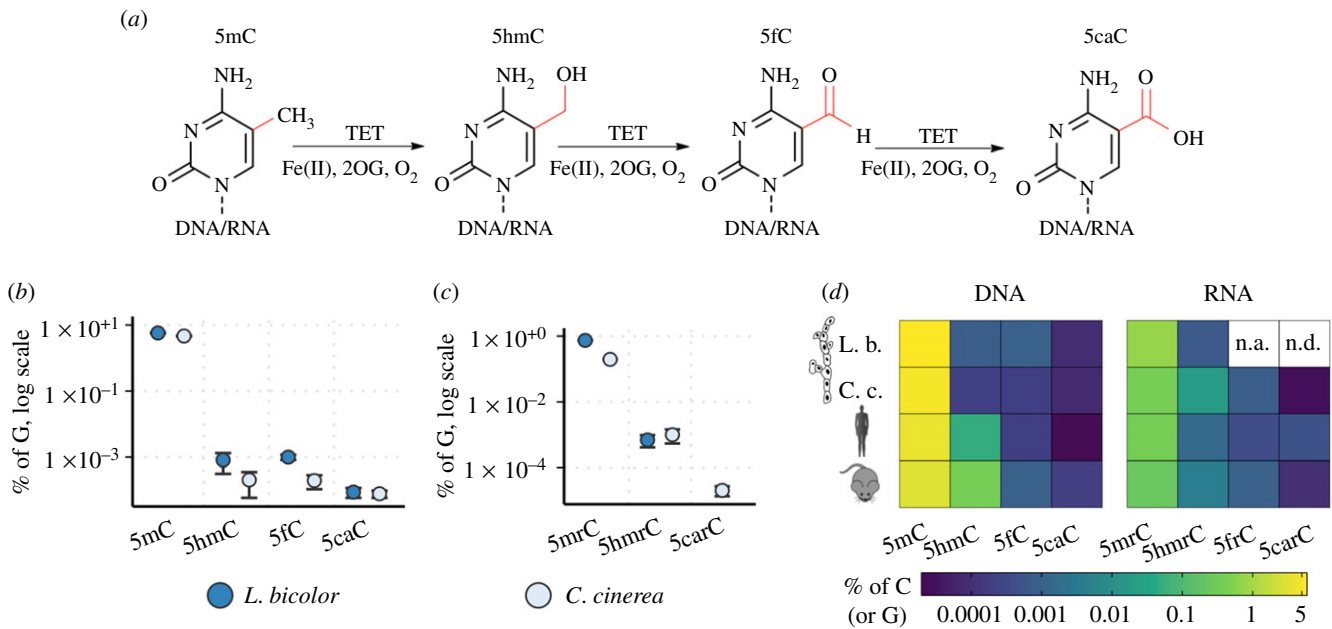 (a)
5mC
5hmC
5fC
5caC
NH₂
CH₃
N
O
N
DNA/RNA
TET
Fe(II), 2OG, O₂
NH₂
OH
N
O
N
DNA/RNA
TET
Fe(II), 2OG, O₂
NH₂
O
H
N
O
N
DNA/RNA
TET
Fe(II), 2OG, O₂
NH₂
O
OH
N
O
N
DNA/RNA
(b)
% of G, log scale
1 × 10⁺¹
1 × 10⁻¹
1 × 10⁻³
5mC
5hmC
5fC
5caC
(c)
% of G, log scale
1 × 10⁺⁰
1 × 10⁻²
1 × 10⁻⁴
5mrC
5hmrC
5carC
L. bicolor
C. cinerea
(d)
DNA
RNA
L. b.
n.a.
n.d.
C. c.
5mC
5hmC
5fC
5caC
5mrC
5hmrC
5frC
5carC
% of C
(or G)
0.0001
0.001
0.01
0.1
1
5